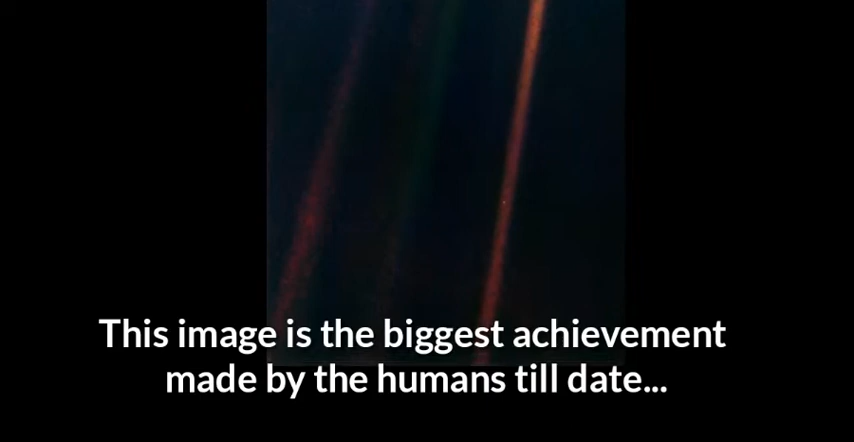 This image is the biggest achievement
made by the humans till date...